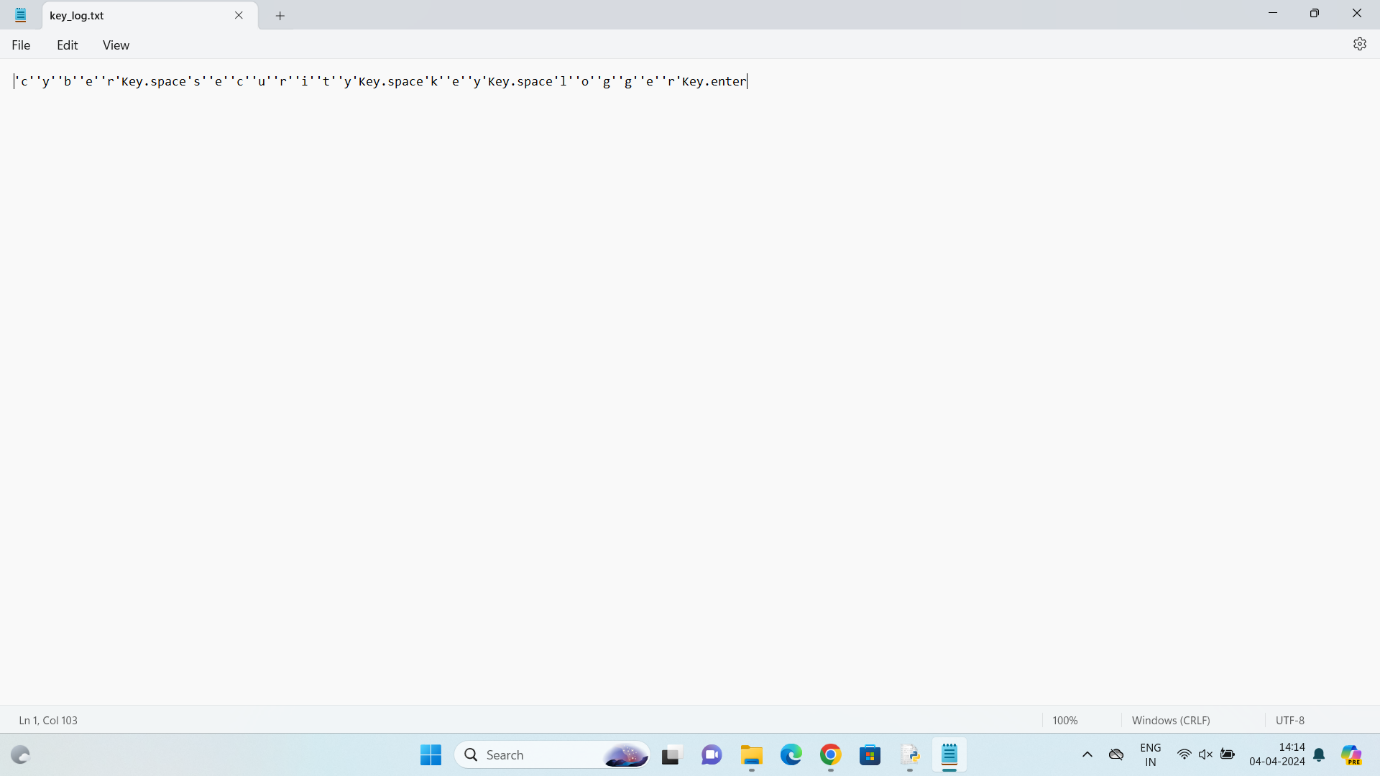 key_log.txt
File Edit View
'c''y''b''e''r'Key.space's''e''c''u''r''i''t''y'Key.space'k''e''y'Key.space'l''o''g''g''e''r'Key.enter
Ln 1, Col 103 100% Windows (CRLF) UTF-8
Search ENG 14:14
IN 04-04-2024
PRE